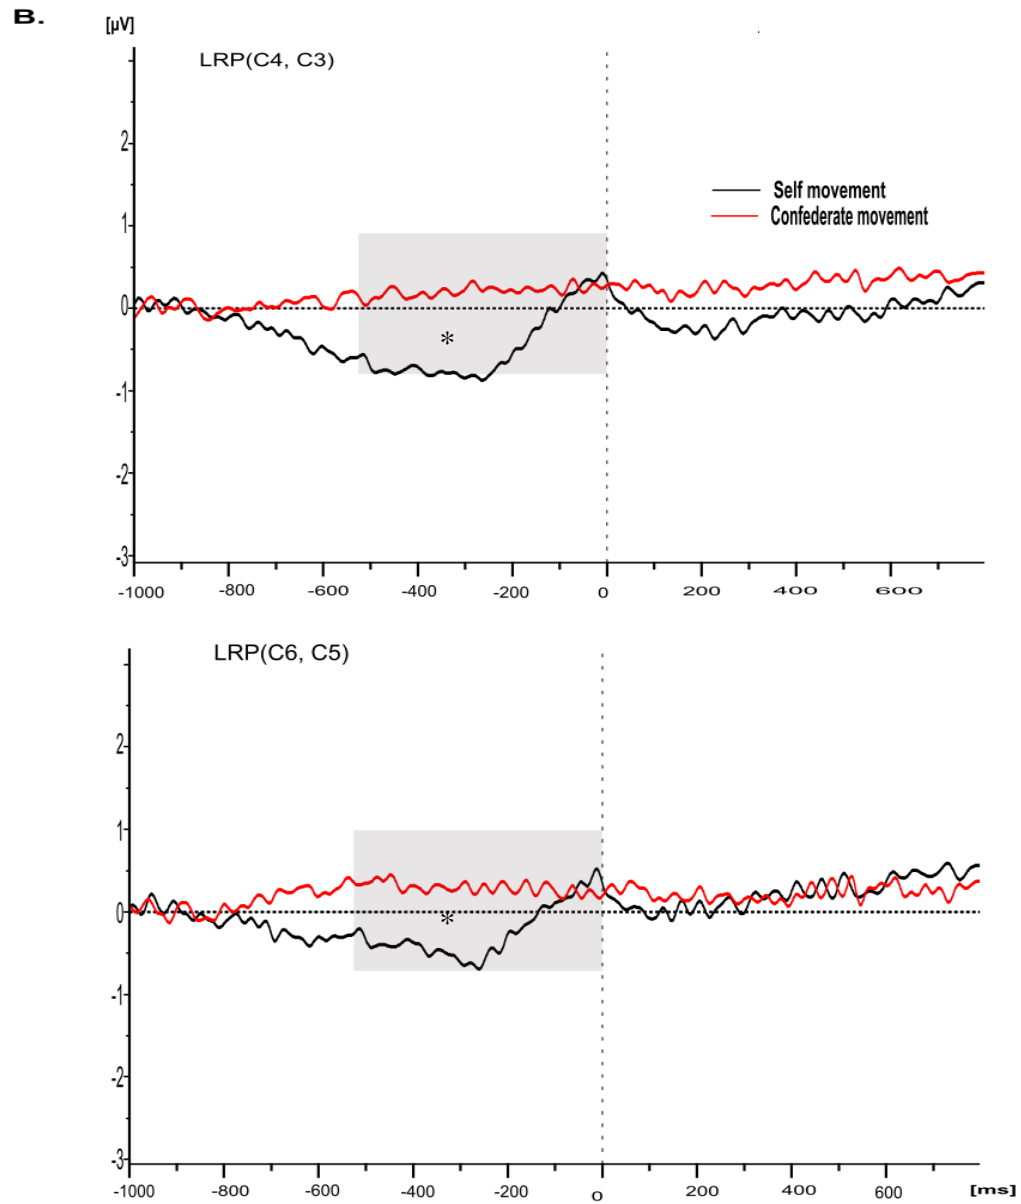 B.
[µV]
LRP(C4, C3)
2
1
0
-1
-2
-3
Self movement
Confederate movement
*
-1000 -800 -600 -400 -200 0 200 400 600
LRP(C6, C5)
2
1
0
-1
-2
-3
*
-1000 -800 -600 -400 -200 0 200 400 600 [ms]